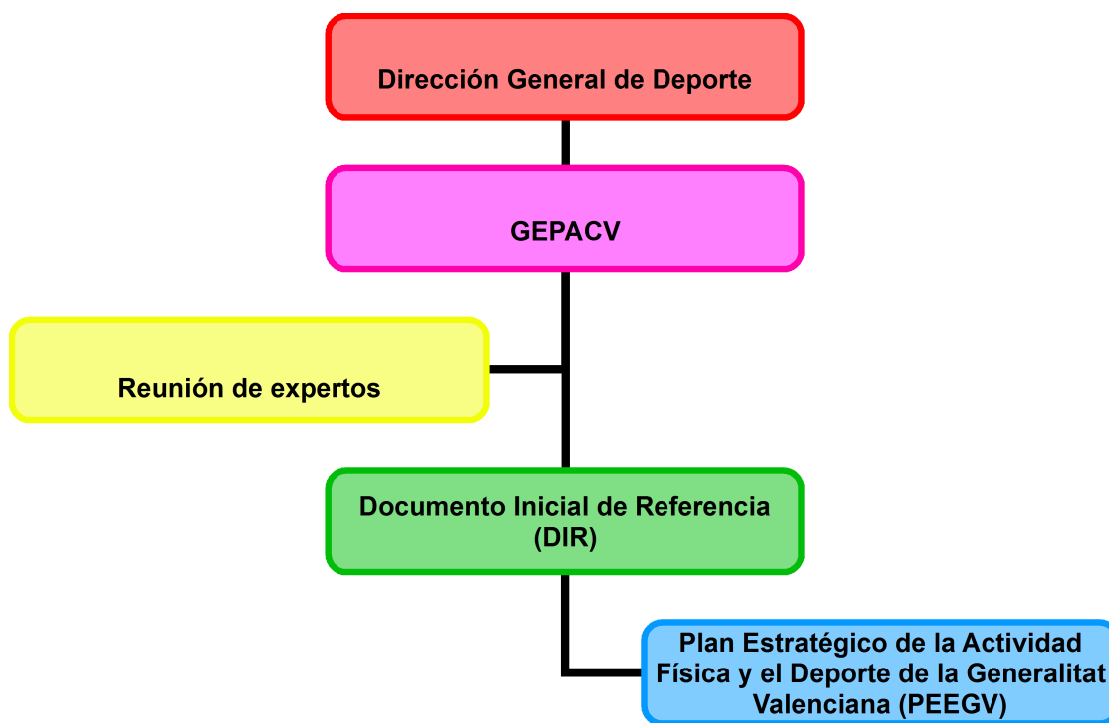 Dirección General de Deporte
GEPACV
Reunión de expertos
Documento Inicial de Referencia
(DIR)
Plan Estratégico de la Actividad
Física y el Deporte de la Generalitat
Valenciana (PEEGV)